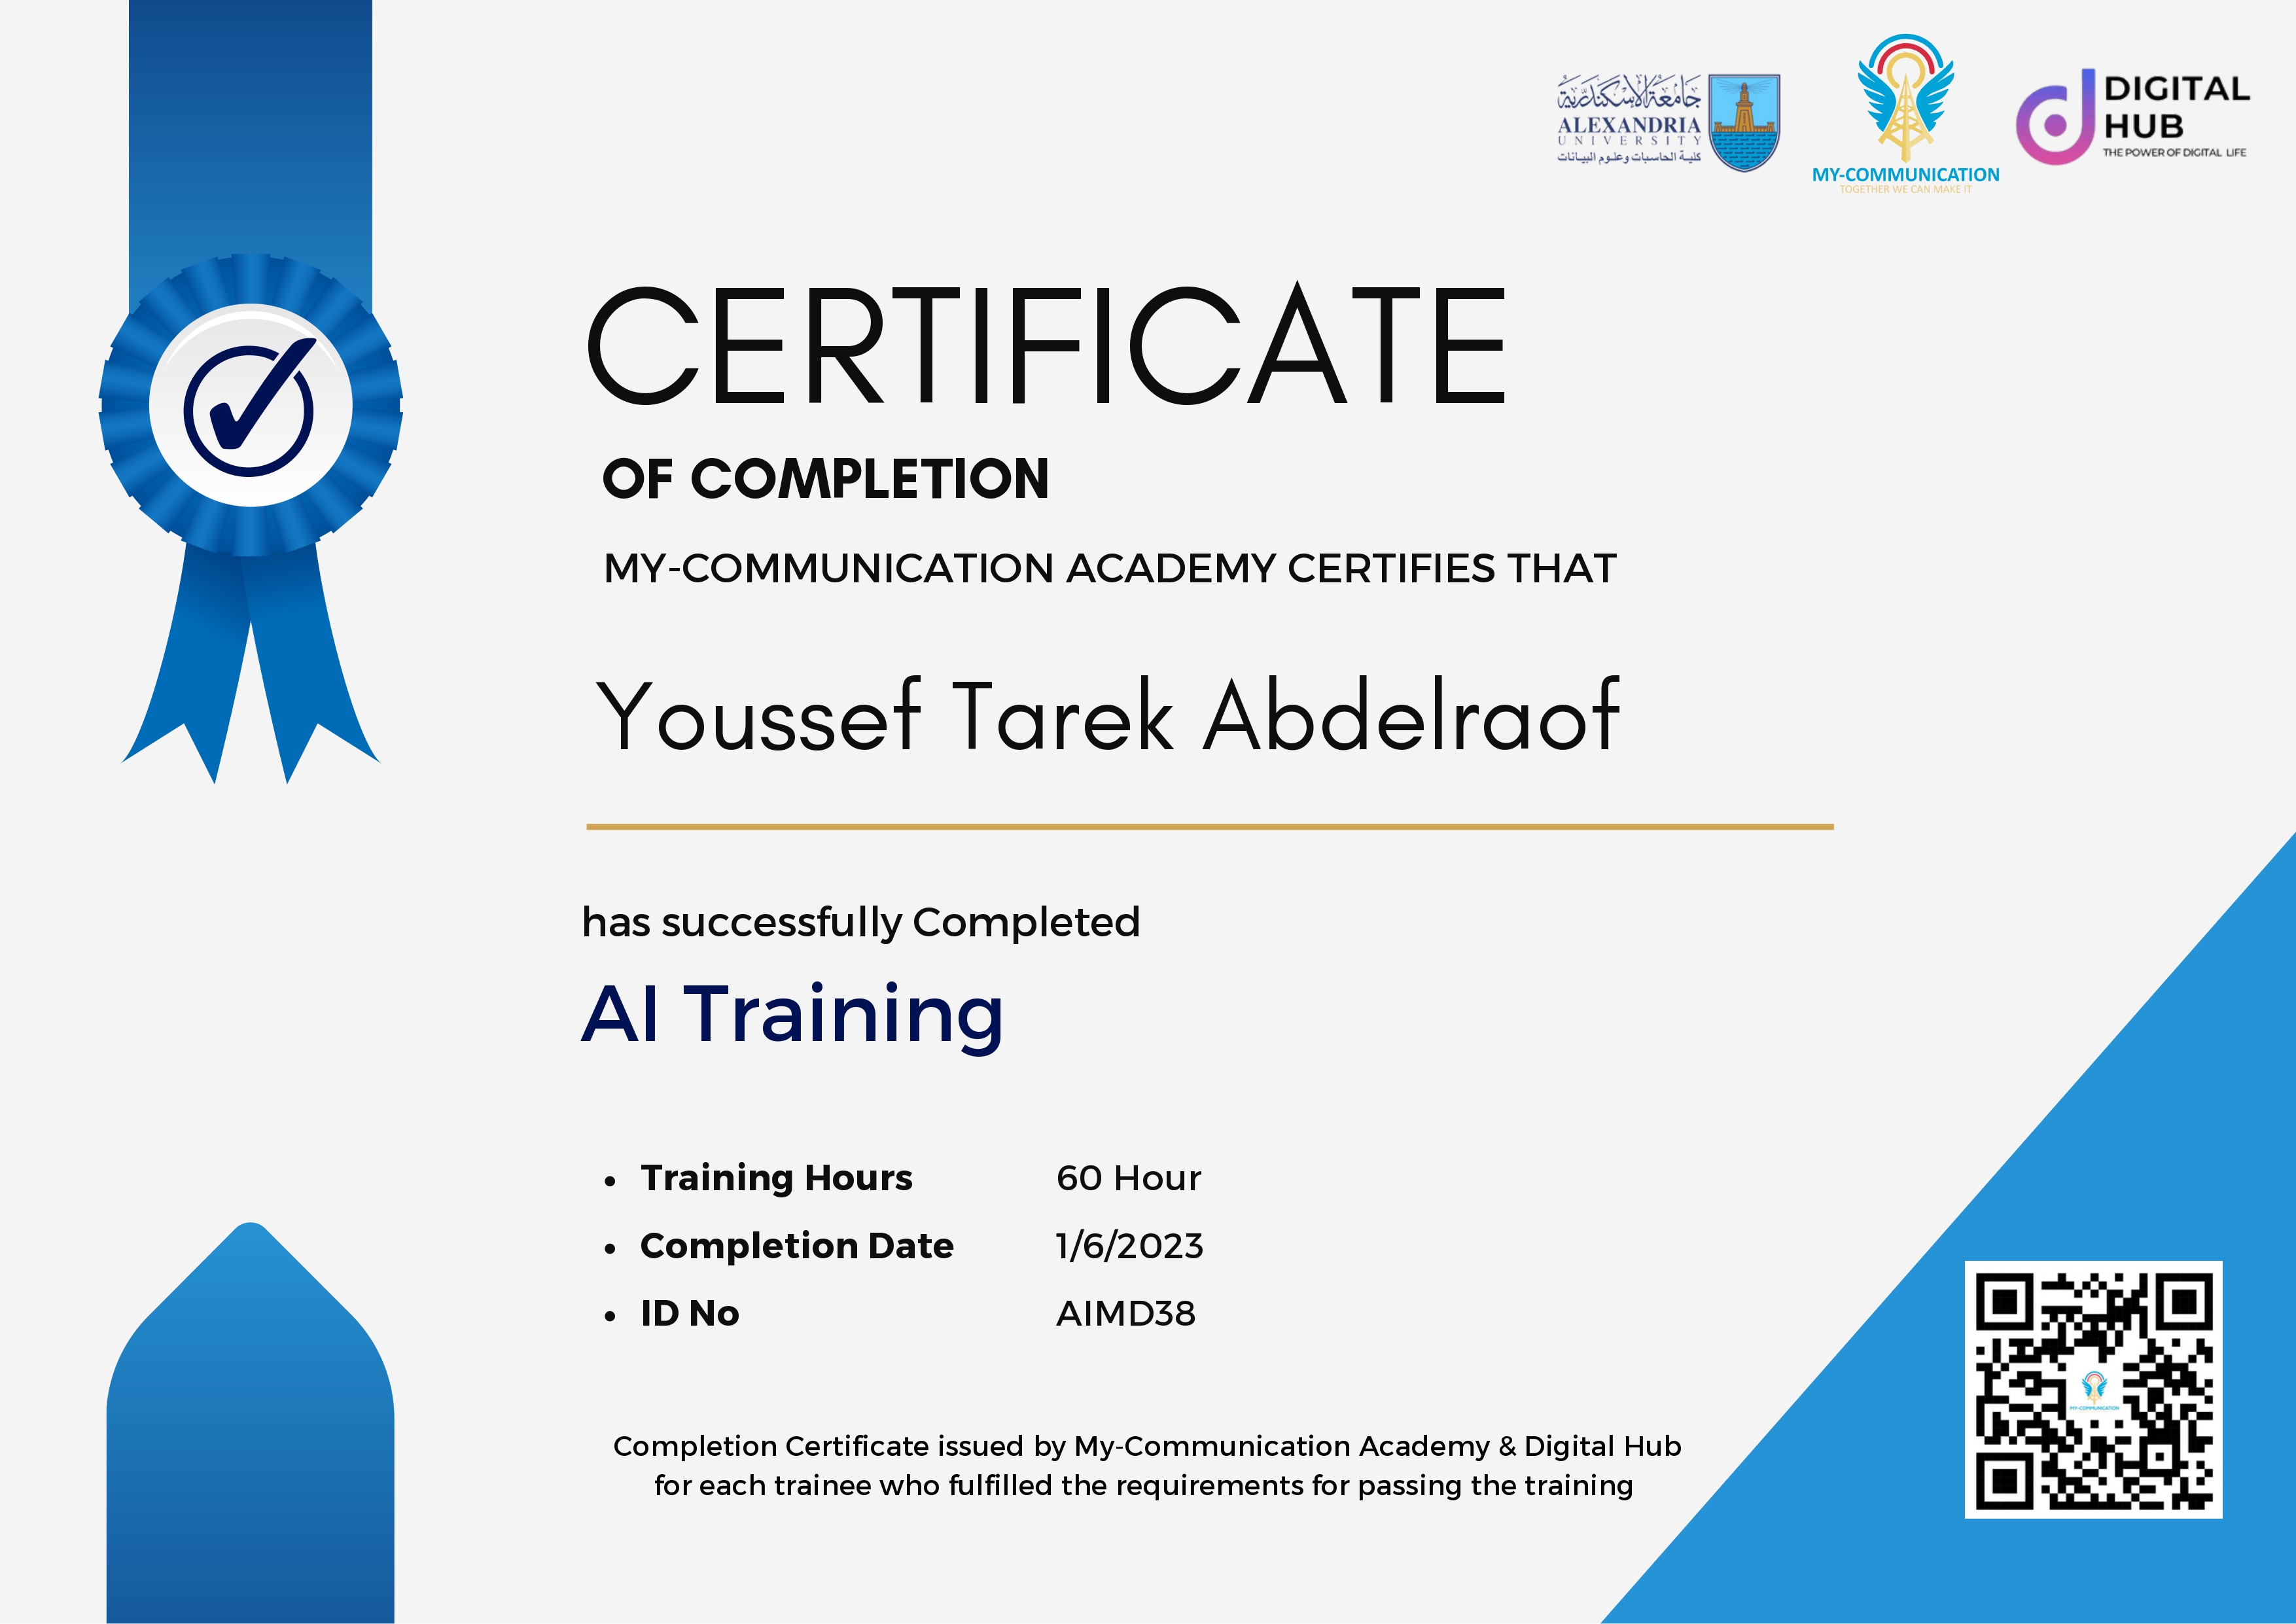 جامعة الإسكندرية
ALEXANDRIA
UNIVERSITY
كلية الحاسبات وعلوم البيانات
MY-COMMUNICATION
TOGETHER WE CAN MAKE IT
DIGITAL
HUB
THE POWER OF DIGITAL LIFE
CERTIFICATE
OF COMPLETION
MY-COMMUNICATION ACADEMY CERTIFIES THAT
Youssef Tarek Abdelraof
has successfully Completed
AI Training
• Training Hours 60 Hour
• Completion Date 1/6/2023
• ID No AIMD38
MY-COMMUNICATION
Completion Certificate issued by My-Communication Academy & Digital Hub
for each trainee who fulfilled the requirements for passing the training